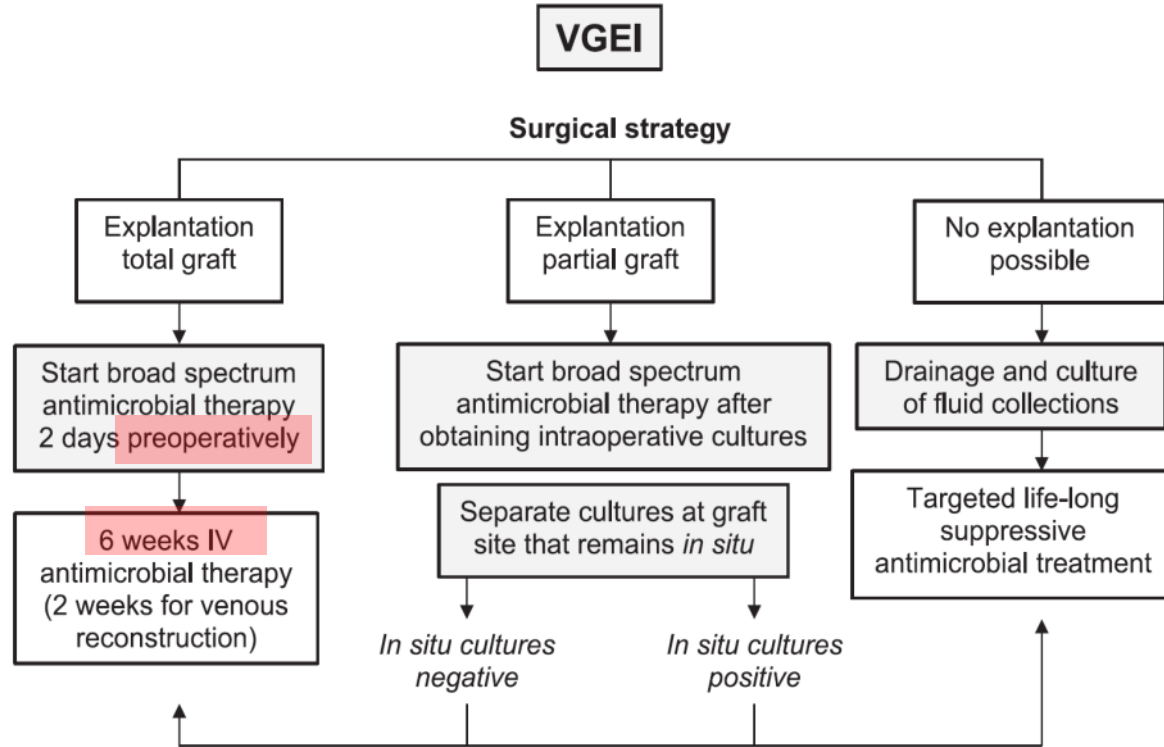 VGEI
Surgical strategy
Explantation
total graft
Start broad spectrum
antimicrobial therapy
2 days preoperatively
6 weeks IV
antimicrobial therapy
(2 weeks for venous
reconstruction)
Explantation
partial graft
Start broad spectrum
antimicrobial therapy after
obtaining intraoperative cultures
Separate cultures at graft
site that remains in situ
In situ cultures
negative
In situ cultures
positive
No explantation
possible
Drainage and culture
of fluid collections
Targeted life-long
suppressive
antimicrobial treatment